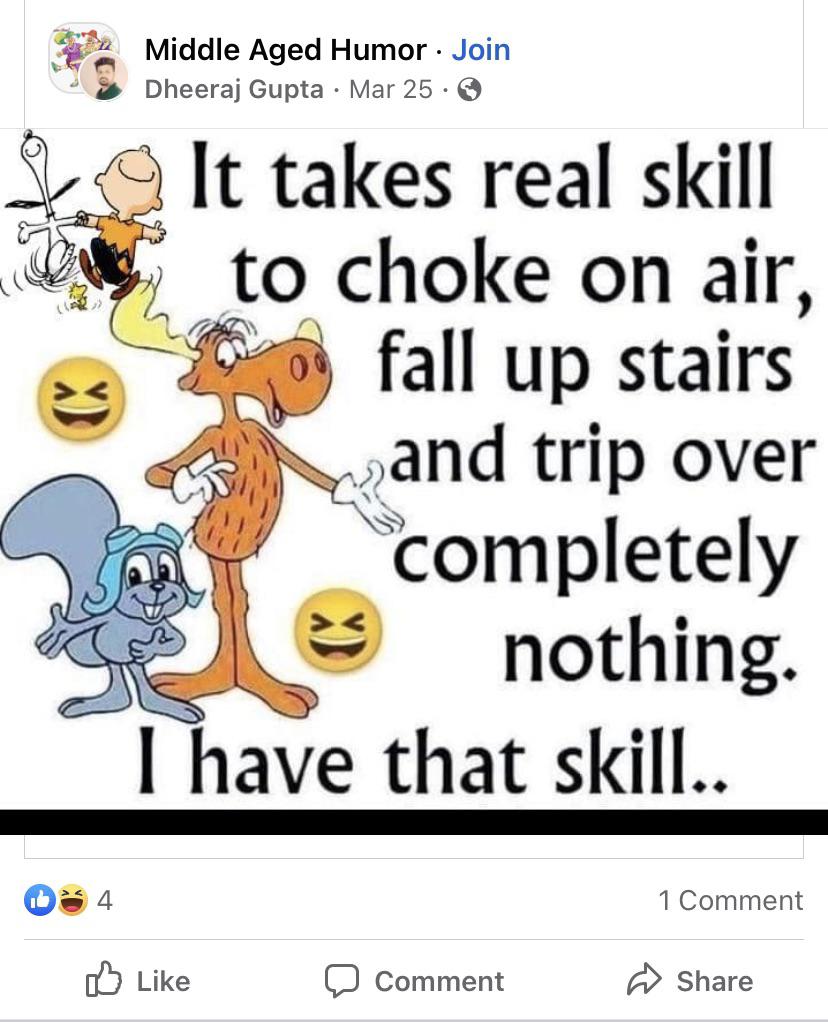 Middle Aged Humor · Join
Dheeraj Gupta · Mar 25 ·
It takes real skill
to choke on air,
fall up stairs
and trip over
completely
nothing.
I have that skill..
4
1 Comment
Like
Comment
Share